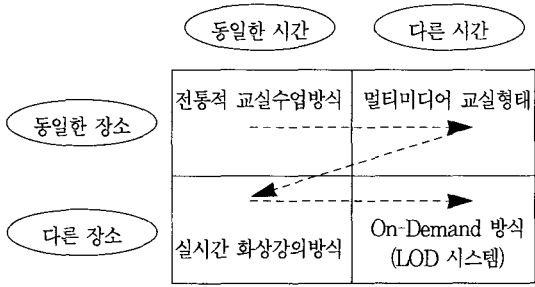 동일한 시간
다른 시간
전통적 교실수업방식
멀티미디어 교실형태
동일한 장소
다른 장소
실시간 화상강의방식
On-Demand 방식
(LOD 시스템)